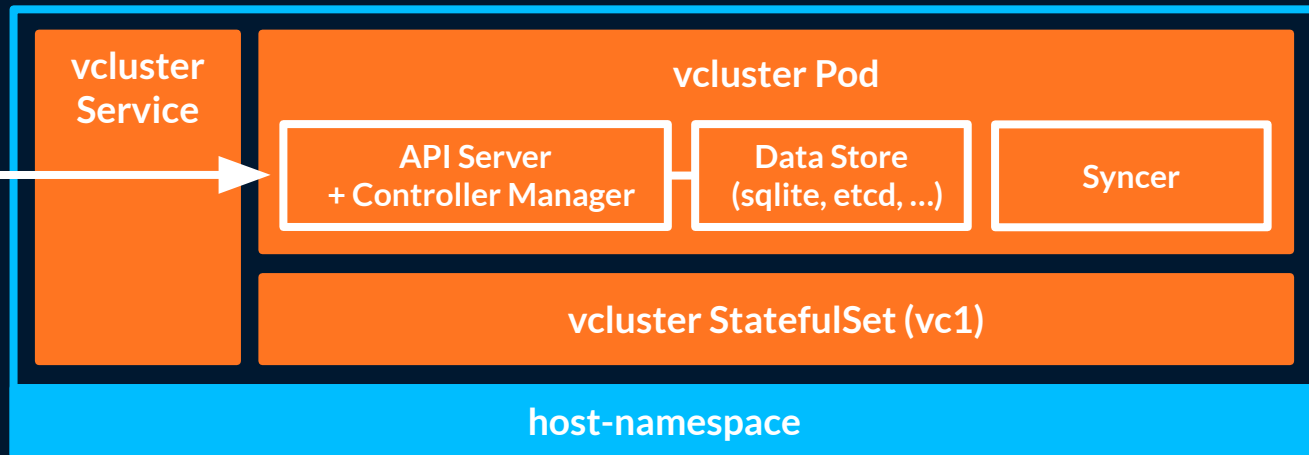 vcluster
Service
vcluster Pod
API Server
+ Controller Manager
Data Store
(sqlite, etcd, ...)
Syncer
vcluster StatefulSet (vc1)
host-namespace